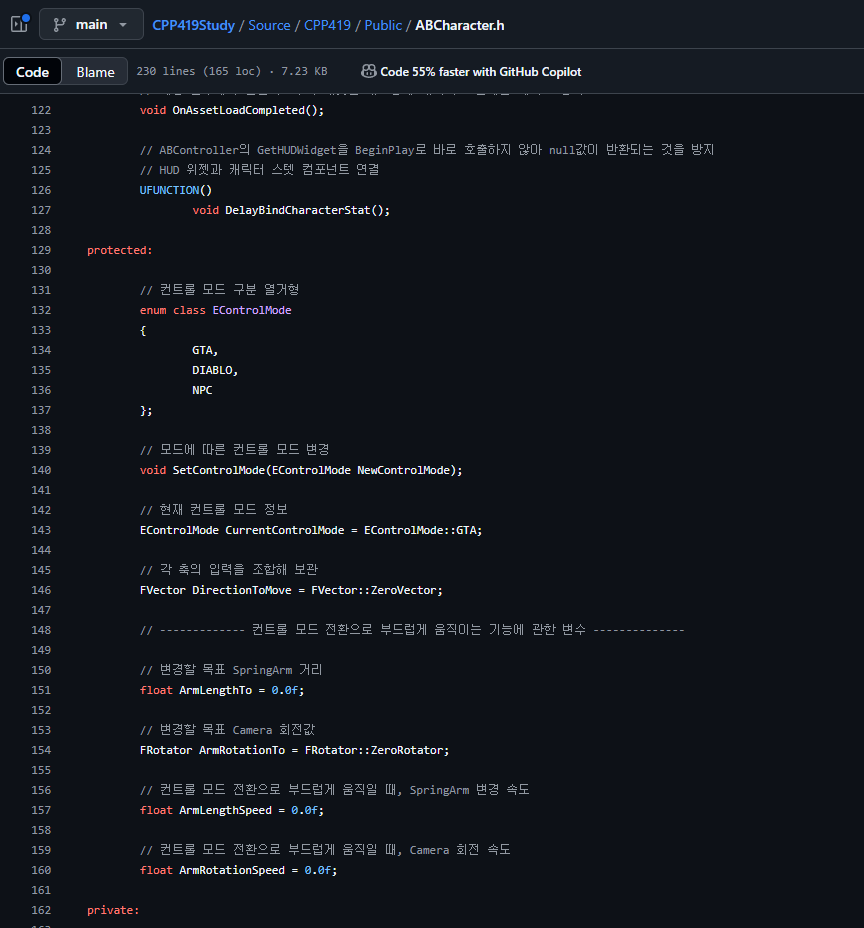 main
CPP419Study / Source / CPP419 / Public / ABCharacter.h
Code Blame 230 lines (165 loc) · 7.23 KB Code 55% faster with GitHub Copilot
122 void OnAssetLoadCompleted();
123
124 // ABController의 GetHUDWidget을 BeginPlay로 바로 호출하지 않아 null값이 반환되는 것을 방지
125 // HUD 위젯과 캐릭터 스텟 컴포넌트 연결
126 UFUNCTION()
127 void DelayBindCharacterStat();
128
129 protected:
130
131 // 컨트롤 모드 구분 열거형
132 enum class EControlMode
133 {
134 GTA,
135 DIABLO,
136 NPC
137 };
138
139 // 모드에 따른 컨트롤 모드 변경
140 void SetControlMode(EControlMode NewControlMode);
141
142 // 현재 컨트롤 모드 정보
143 EControlMode CurrentControlMode = EControlMode::GTA;
144
145 // 각 축의 입력을 조합해 보관
146 FVector DirectionToMove = FVector::ZeroVector;
147
148 // ------------- 컨트롤 모드 전환으로 부드럽게 움직이는 기능에 관한 변수 --------------
149
150 // 변경할 목표 SpringArm 거리
151 float ArmLengthTo = 0.0f;
152
153 // 변경할 목표 Camera 회전값
154 FRotator ArmRotationTo = FRotator::ZeroRotator;
155
156 // 컨트롤 모드 전환으로 부드럽게 움직일 때, SpringArm 변경 속도
157 float ArmLengthSpeed = 0.0f;
158
159 // 컨트롤 모드 전환으로 부드럽게 움직일 때, Camera 회전 속도
160 float ArmRotationSpeed = 0.0f;
161
162 private: